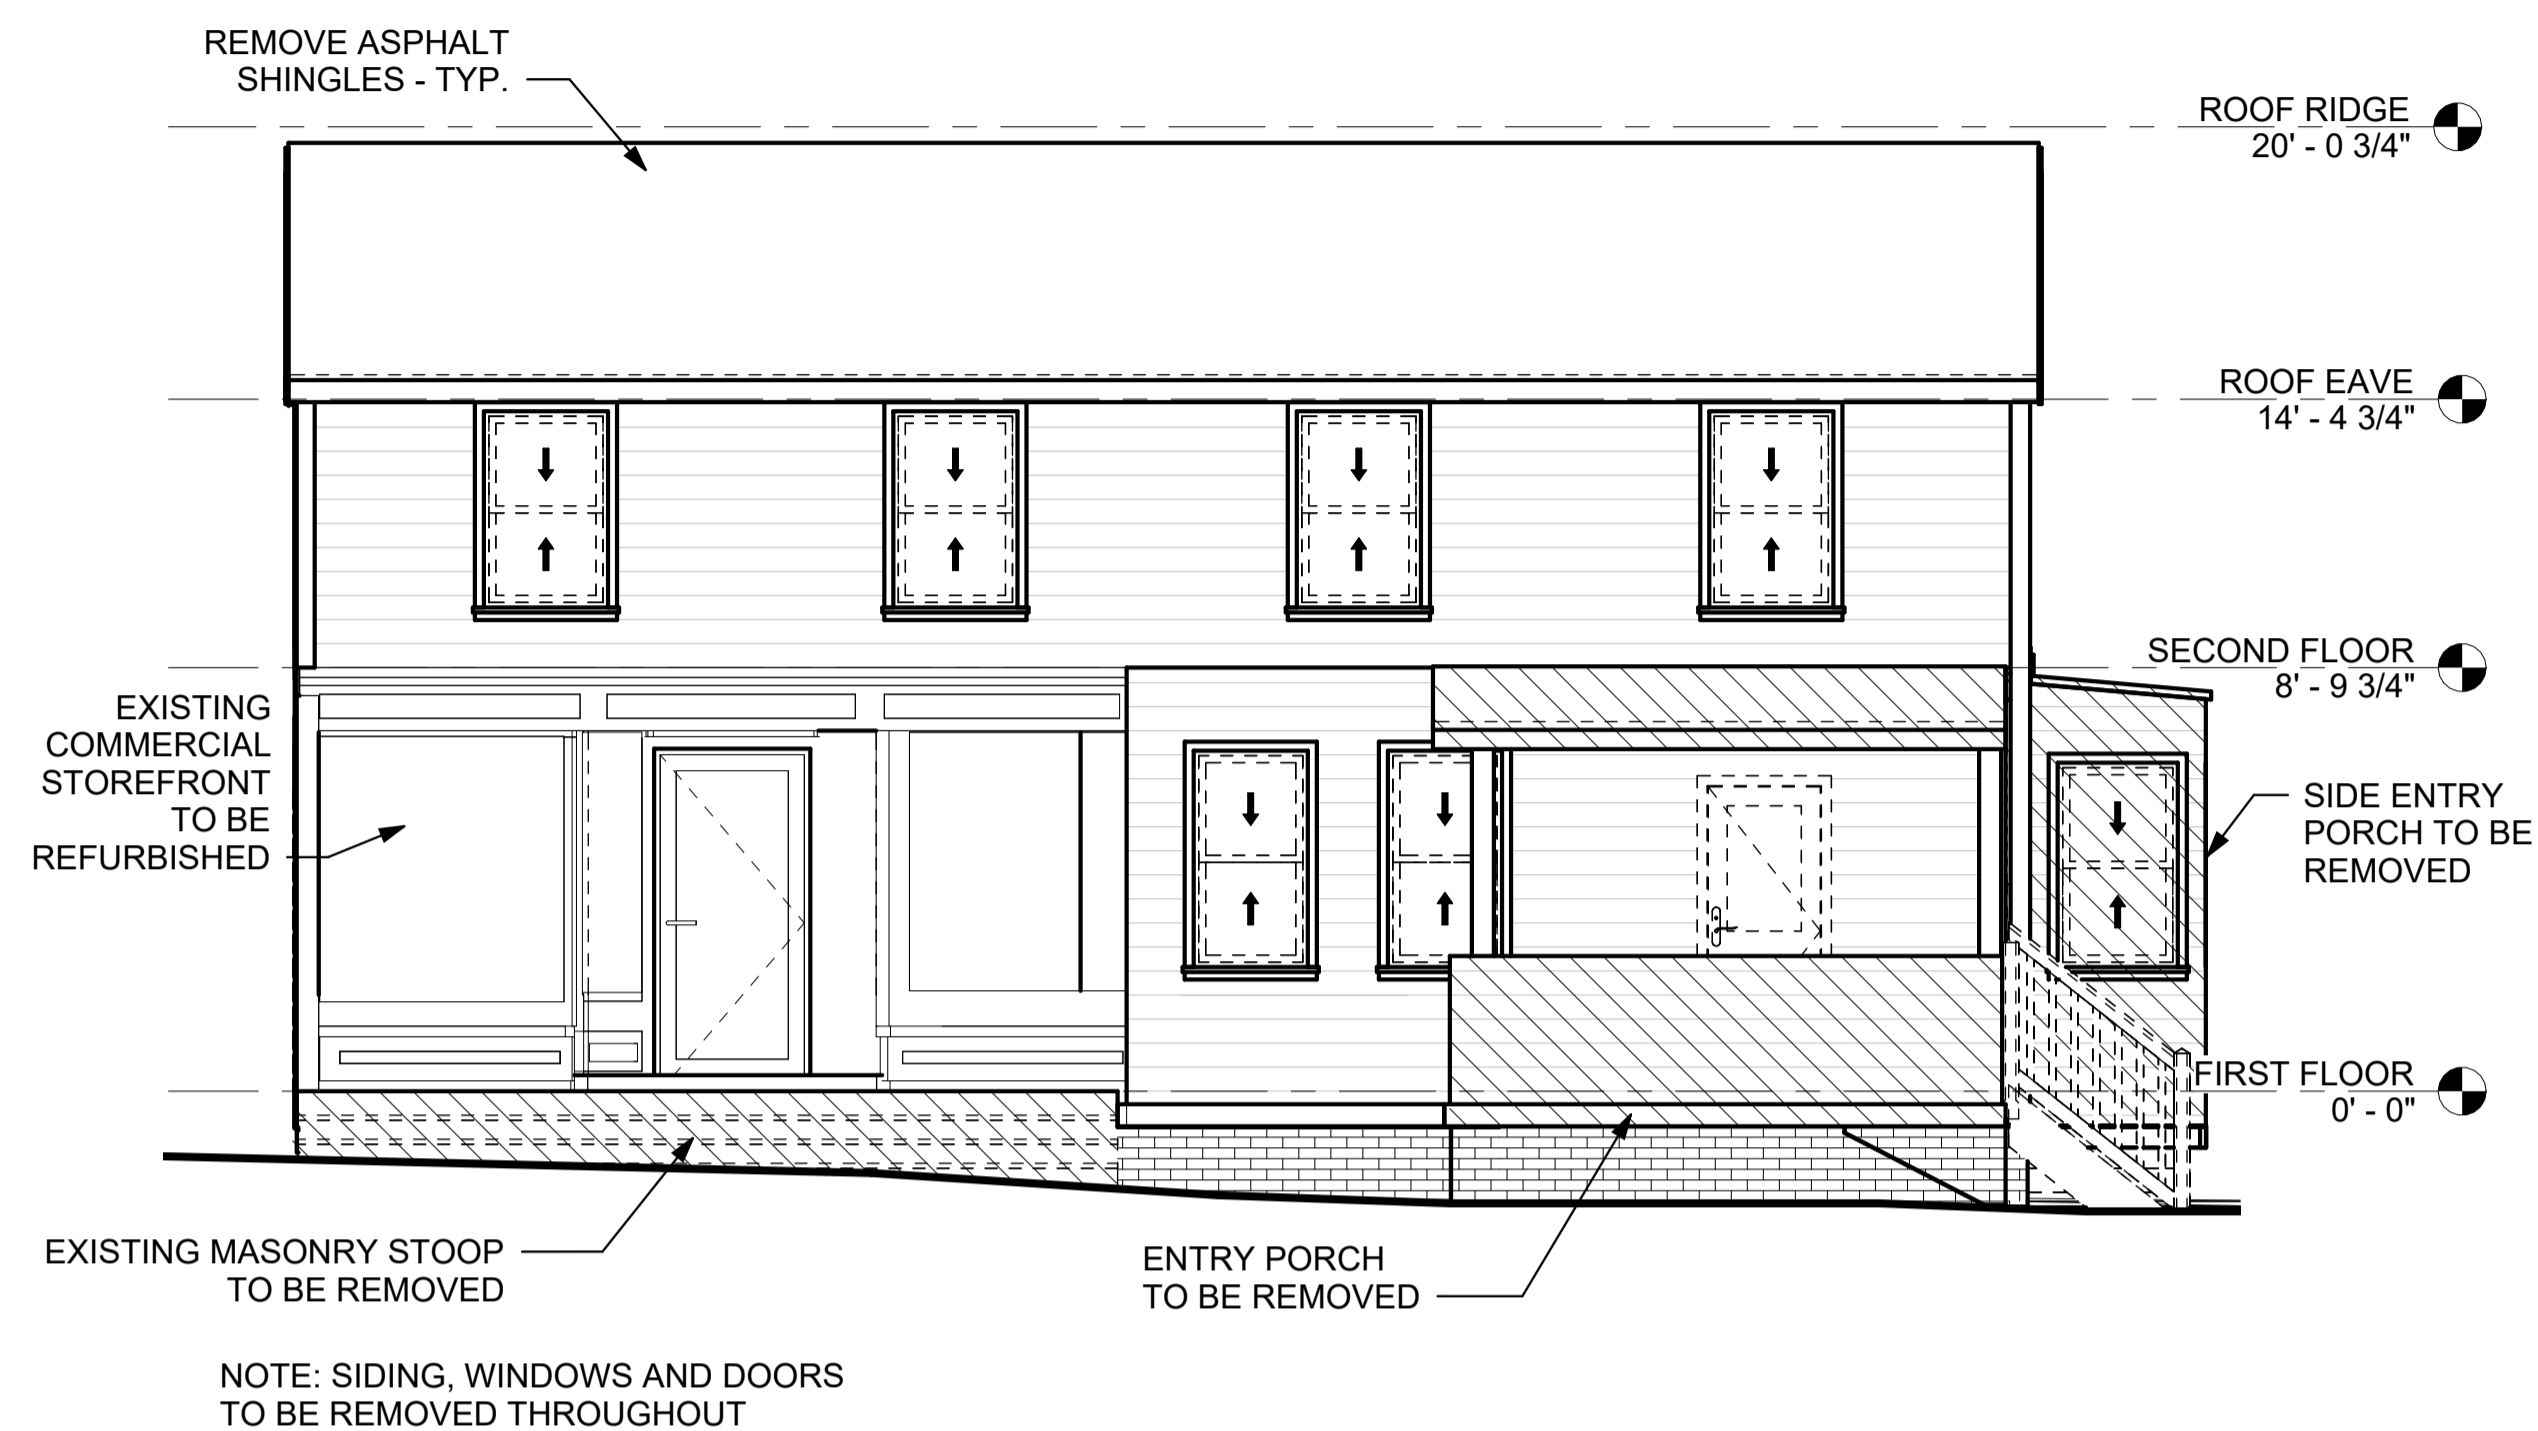 REMOVE ASPHALT
SHINGLES - TYP.
ROOF RIDGE
20' - 0 3/4"
ROOF EAVE
14' - 4 3/4"
SECOND FLOOR
8' - 9 3/4"
EXISTING
COMMERCIAL
STOREFRONT
TO BE
REFURBISHED
SIDE ENTRY
PORCH TO BE
REMOVED
FIRST FLOOR
0' - 0"
EXISTING MASONRY STOOP
TO BE REMOVED
ENTRY PORCH
TO BE REMOVED
NOTE: SIDING, WINDOWS AND DOORS
TO BE REMOVED THROUGHOUT